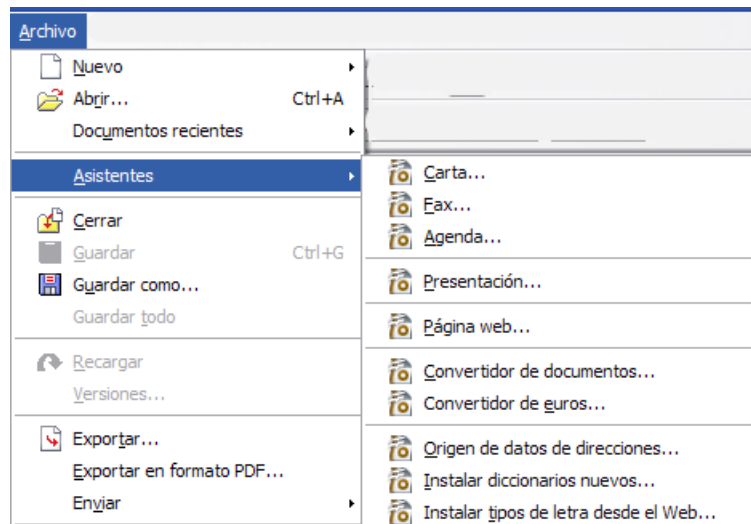 Archivo
Nuevo
Abrir... Ctrl+A
Documentos recientes
Asistentes
Cerrar
Guardar Ctrl+G
Guardar como...
Guardar todo
Recargar
Versiones...
Exportar...
Exportar en formato PDF...
Enviar
Carta...
Fax...
Agenda...
Presentación...
Página web...
Convertidor de documentos...
Convertidor de euros...
Origen de datos de direcciones...
Instalar diccionarios nuevos...
Instalar tipos de letra desde el Web...